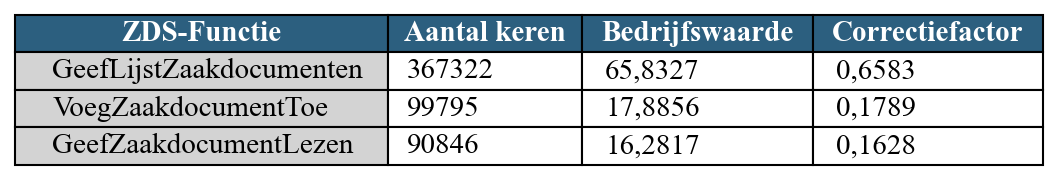 ZDS-Functie Aantal keren Bedrijfswaarde Correctiefactor
GeefLijstZaakdocumenten 367322 65,8327 0,6583
VoegZaakdocumentToe 99795 17,8856 0,1789
GeefZaakdocumentLezen 90846 16,2817 0,1628